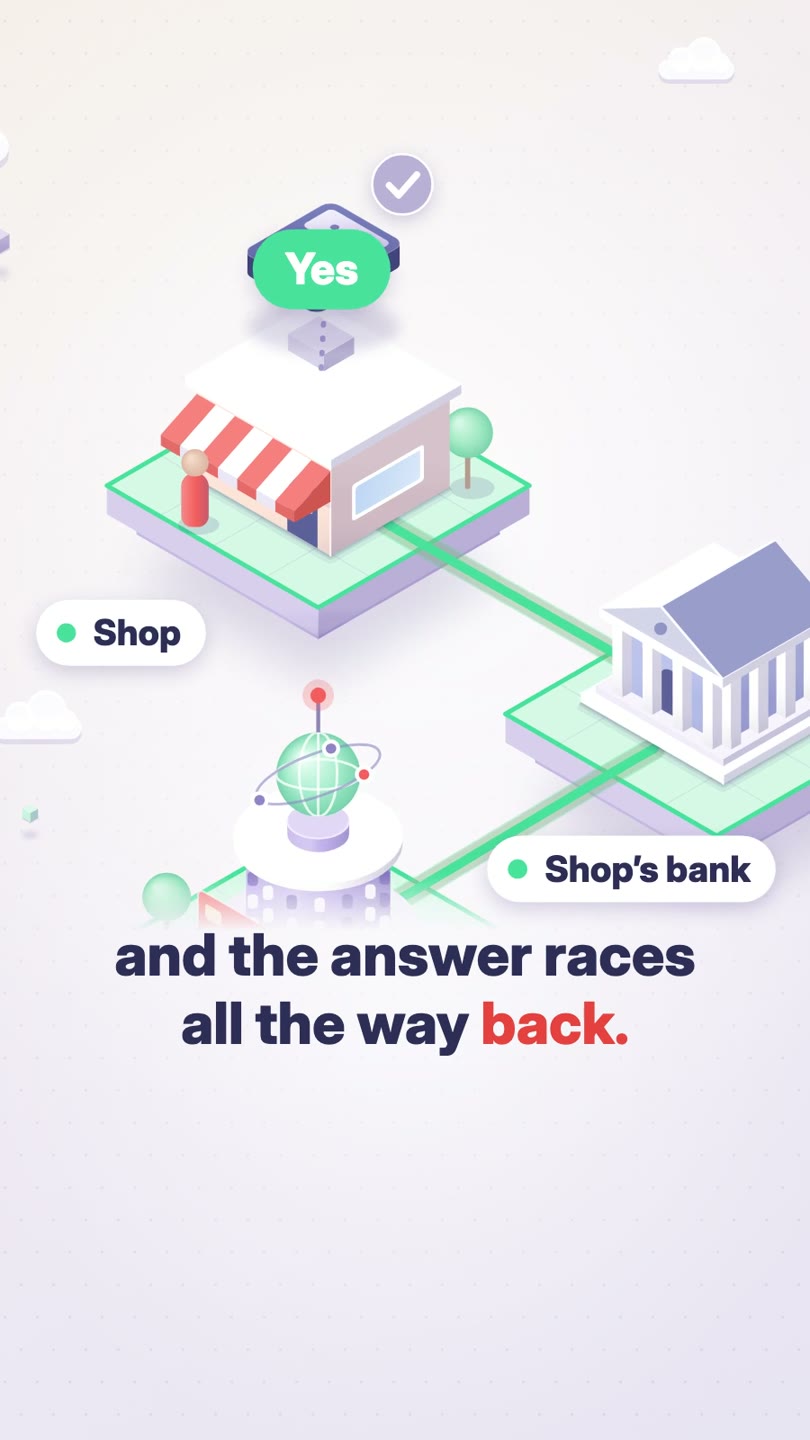 Yes
Shop
Shop's bank
and the answer races
all the way back.